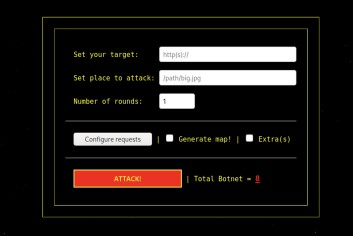 Set your target: http(s)://
Set place to attack: /path/big.jpg
Number of rounds: 1
Configure requests | Generate map! | Extra(s)
ATTACK! | Total Botnet = 8